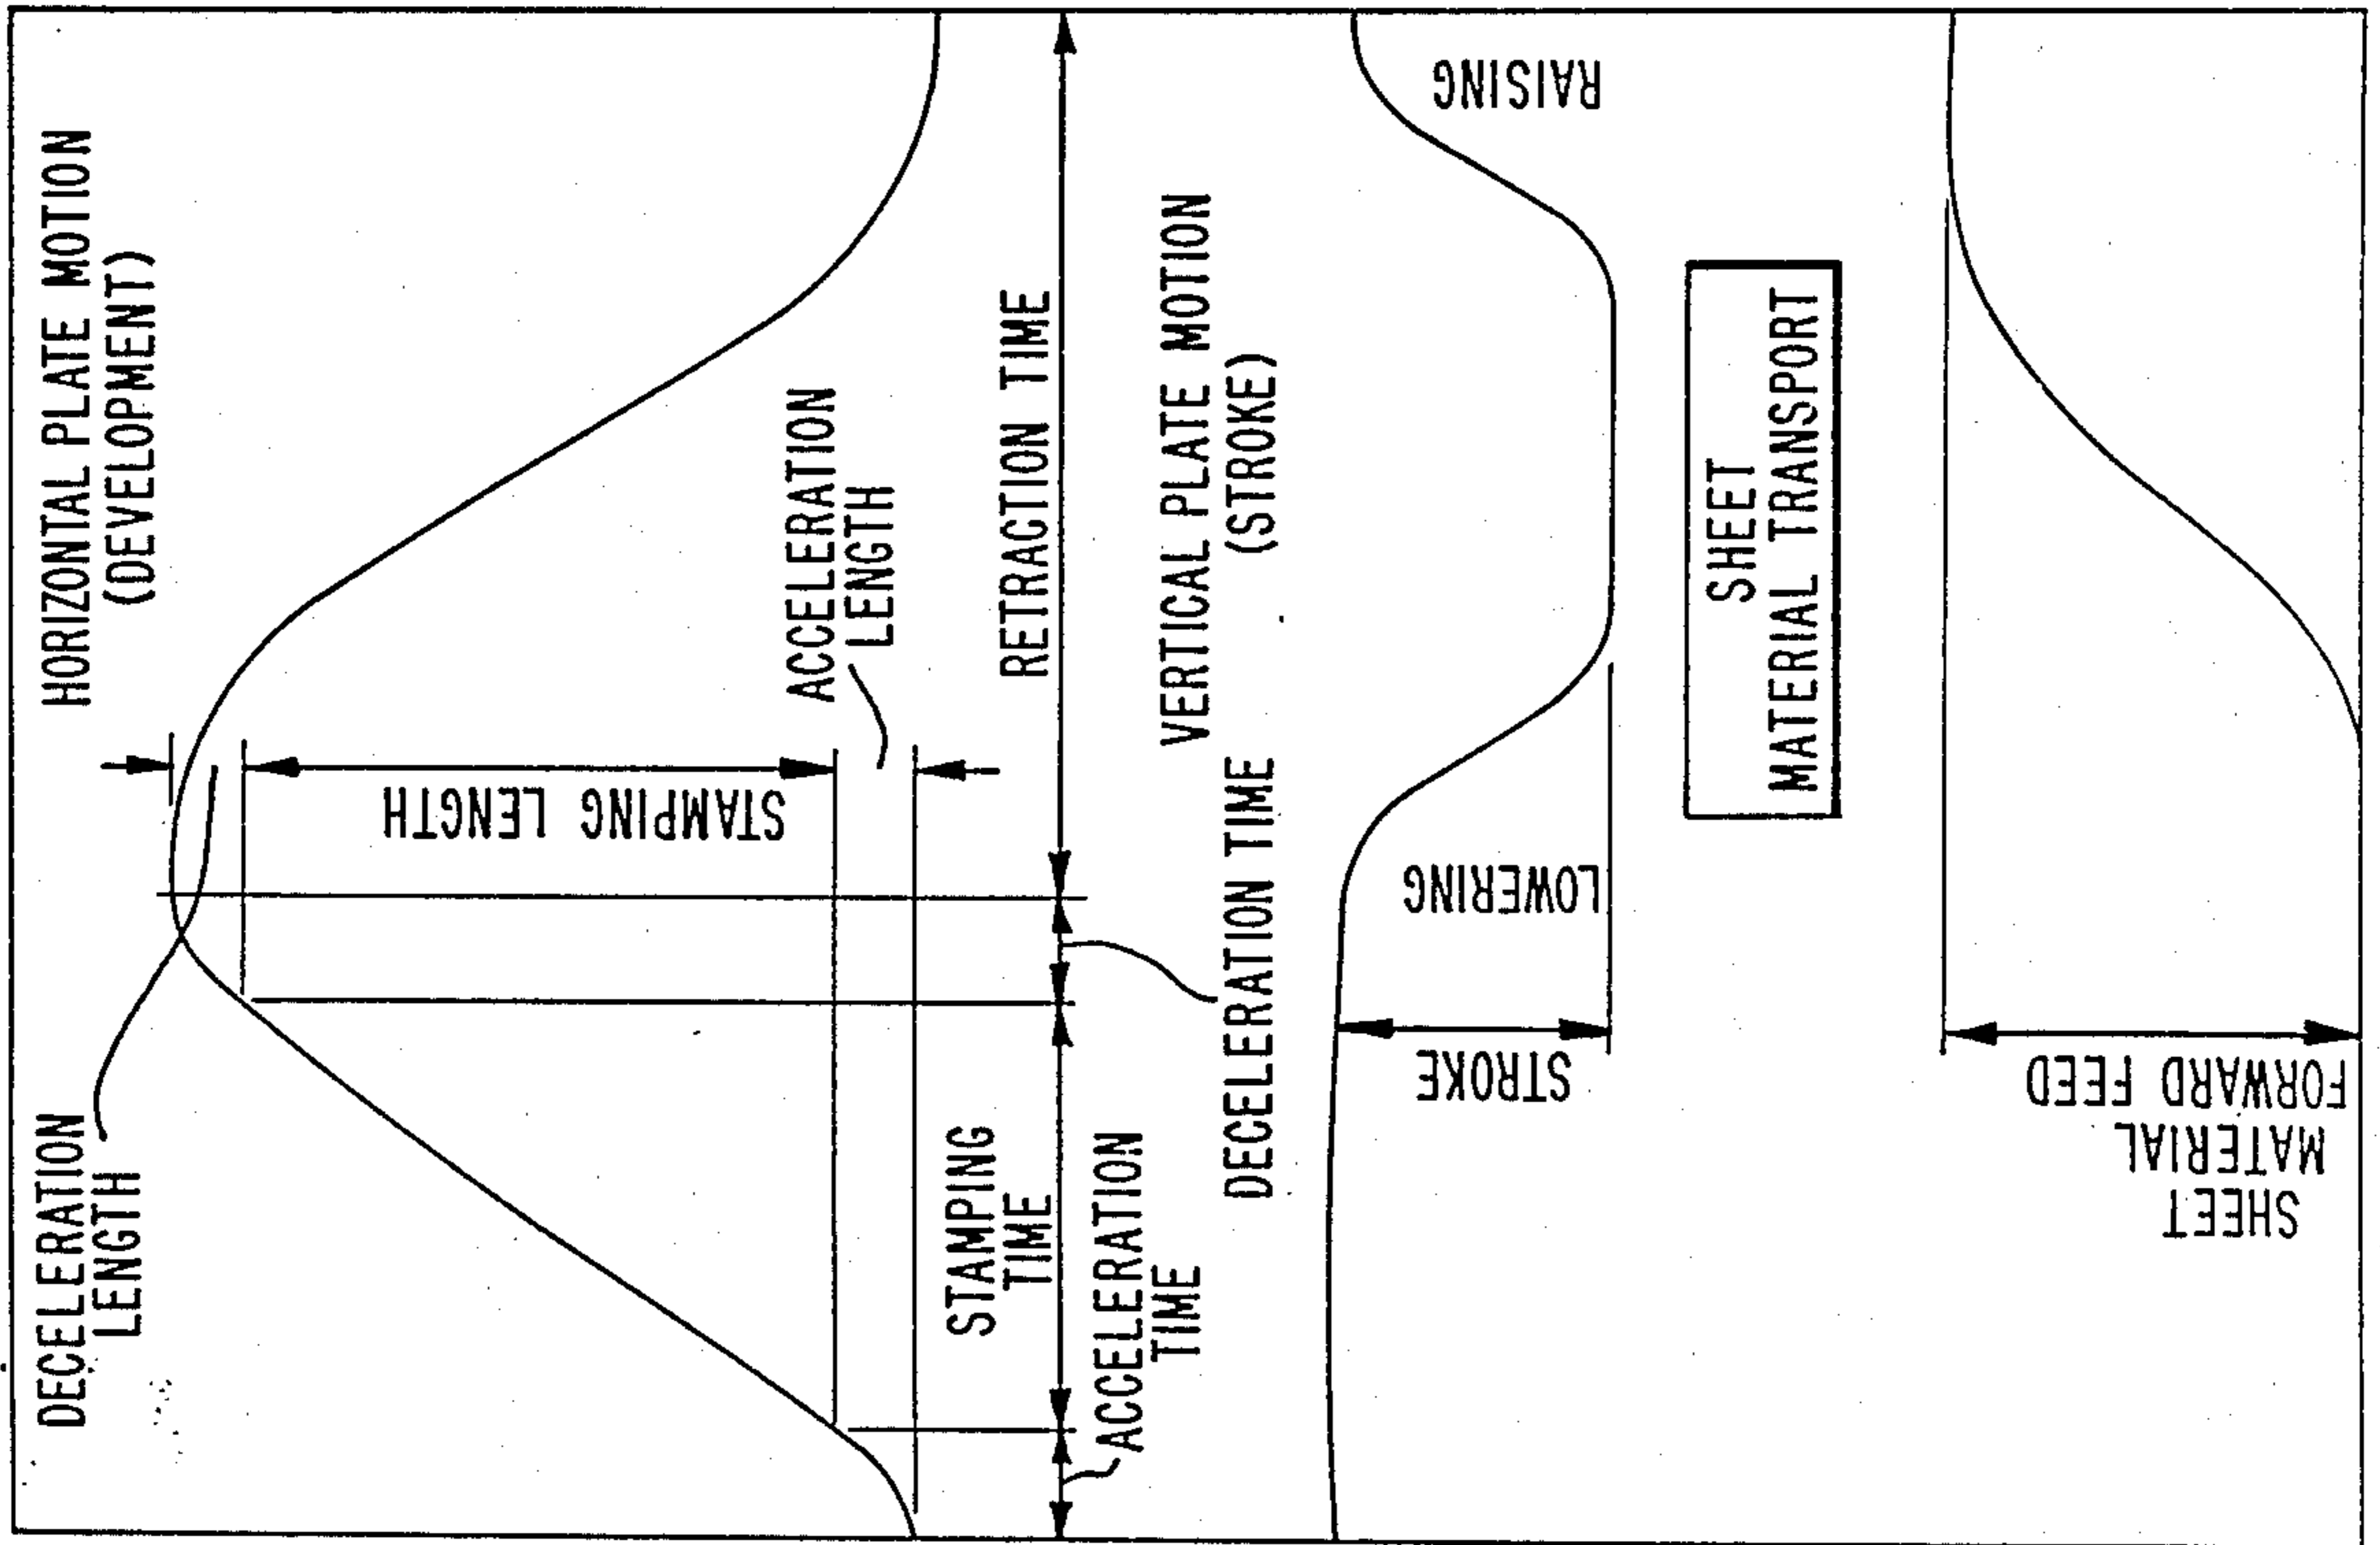 HORIZONTAL PLATE MOTION
(DEVELOPMENT)
DECELERATION
LENGTH
STAMPING LENGTH
ACCELERATION
LENGTH
STAMPING
TIME
RETRACTION TIME
ACCELERATION
TIME
DECELERATION TIME
VERTICAL PLATE MOTION
(STROKE)
RAISING
LOWERING
STROKE
SHEET
MATERIAL TRANSPORT
SHEET
MATERIAL
FORWARD FEED